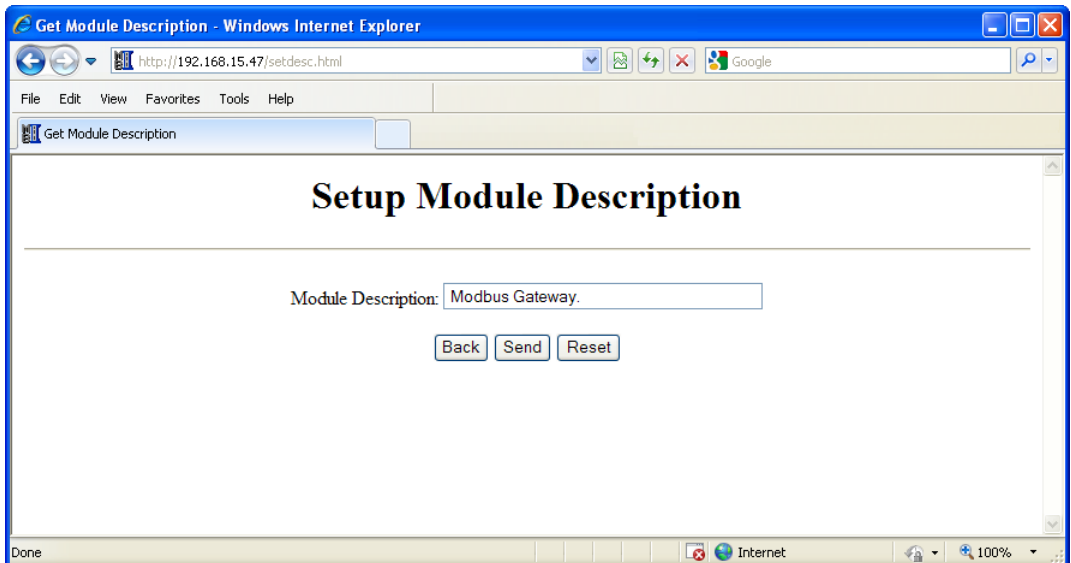 Get Module Description - Windows Internet Explorer
http://192.168.15.47/setdesc.html
Google
File Edit View Favorites Tools Help
Get Module Description
Setup Module Description
Module Description: Modbus Gateway.
Back Send Reset
Done Internet 100%